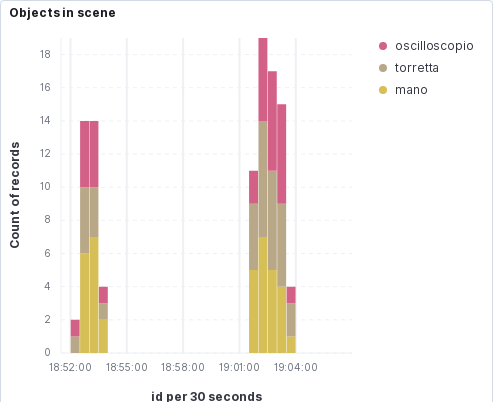 Objects in scene
oscilloscopio
torretta
mano
Count of records
18
16
14
12
10
8
6
4
2
0
18:52:00 18:55:00 18:58:00 19:01:00 19:04:00
id per 30 seconds